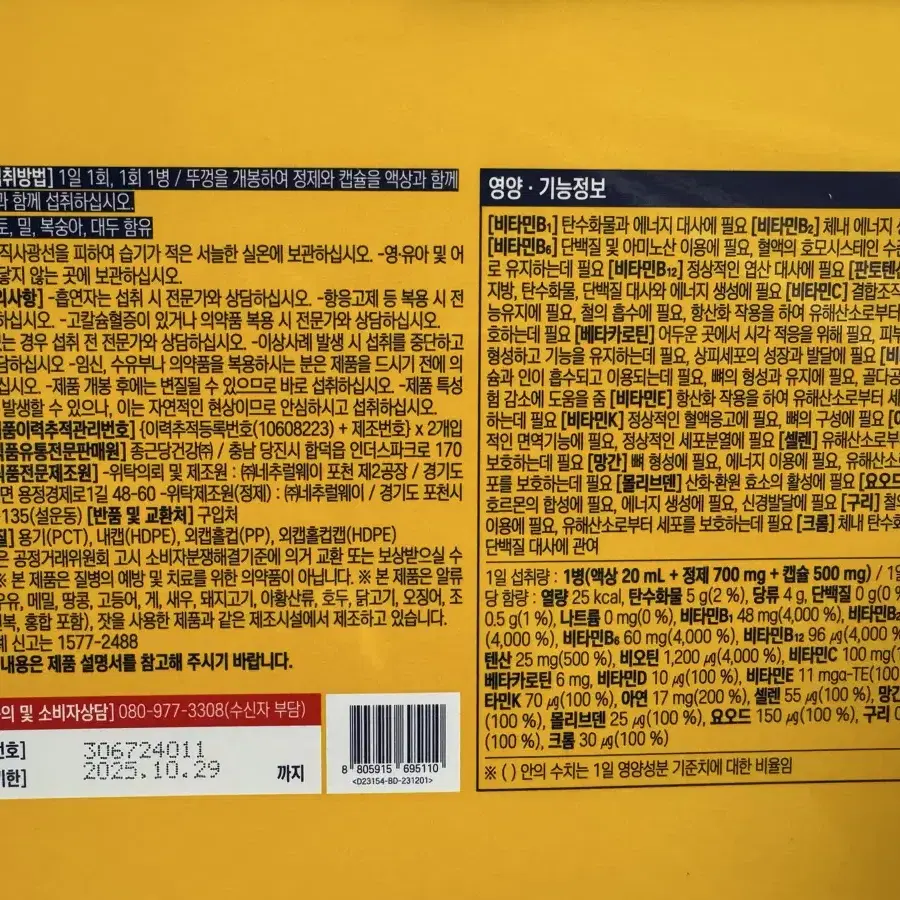 취방법] 1일 1회, 1회 1병 / 뚜껑을 개봉하여 정제와 캡슐을 액상과 함께
과 함께 섭취하십시오.
토, 밀, 복숭아, 대두 함유
직사광선을 피하여 습기가 적은 서늘한 실온에 보관하십시오. -영·유아 및 어
닿지 않는 곳에 보관하십시오.
의사항] -흡연자는 섭취 시 전문가와 상담하십시오. -항응고제 등 복용 시 전
하십시오. -고칼슘혈증이 있거나 의약품 복용 시 전문가와 상담하십시오.
는 경우 섭취 전 전문가와 상담하십시오. -이상사례 발생 시 섭취를 중단하고
담하십시오 -임신, 수유부나 의약품을 복용하시는 분은 제품을 드시기 전에 의
십시오. -제품 개봉 후에는 변질될 수 있으므로 바로 섭취하십시오. -제품 특성
발생할 수 있으나, 이는 자연적인 현상이므로 안심하시고 섭취하십시오.
품이력추적관리번호] {이력추적등록번호(10608223) + 제조번호} x 2개입
식품유통전문판매원] 종근당건강㈜ / 충남 당진시 합덕읍 인더스파크로 170
식품전문제조원] -위탁의뢰 및 제조원 : ㈜네추럴웨이 포천 제2공장 / 경기도
면 용정경제로1길 48-60 -위탁제조원(정제) : ㈜네추럴웨이 / 경기도 포천시
-135(설운동) [반품 및 교환처] 구입처
질] 용기(PCT), 내캡(HDPE), 외캡홀컵(PP), 외캡홀컵캡(HDPE)
은 공정거래위원회 고시 소비자분쟁해결기준에 의거 교환 또는 보상받으실 수
※ 본 제품은 질병의 예방 및 치료를 위한 의약품이 아닙니다. ※ 본 제품은 알류
우유, 메밀, 땅콩, 고등어, 게, 새우, 돼지고기, 아황산류, 호두, 닭고기, 오징어, 조
복, 홍합 포함), 잣을 사용한 제품과 같은 제조시설에서 제조하고 있습니다.
신고는 1577-2488
내용은 제품 설명서를 참고해 주시기 바랍니다.
의 및 소비자상담] 080-977-3308(수신자 부담)
번호] 306724011
기한] 2025.10.29 까지
8 805915 695110
<D23154-BD-231201>
영양 · 기능정보
[비타민B₁] 탄수화물과 에너지 대사에 필요 [비타민B₂] 체내 에너지 생
[비타민B₆] 단백질 및 아미노산 이용에 필요, 혈액의 호모시스테인 수준
로 유지하는데 필요 [비타민B₁₂] 정상적인 엽산 대사에 필요 [판토텐산
지방, 탄수화물, 단백질 대사와 에너지 생성에 필요 [비타민C] 결합조직
능유지에 필요, 철의 흡수에 필요, 항산화 작용을 하여 유해산소로부터
호하는데 필요 [베타카로틴] 어두운 곳에서 시각 적응을 위해 필요, 피부
형성하고 기능을 유지하는데 필요, 상피세포의 성장과 발달에 필요 [비
슘과 인이 흡수되고 이용되는데 필요, 뼈의 형성과 유지에 필요, 골다공
험 감소에 도움을 줌 [비타민E] 항산화 작용을 하여 유해산소로부터 세
하는데 필요 [비타민K] 정상적인 혈액응고에 필요, 뼈의 구성에 필요 [아
적인 면역기능에 필요, 정상적인 세포분열에 필요 [셀렌] 유해산소로부
보호하는데 필요 [망간] 뼈 형성에 필요, 에너지 이용에 필요, 유해산소
포를 보호하는데 필요 [몰리브덴] 산화·환원 효소의 활성에 필요 [요오드
호르몬의 합성에 필요, 에너지 생성에 필요, 신경발달에 필요 [구리] 철의
이용에 필요, 유해산소로부터 세포를 보호하는데 필요 [크롬] 체내 탄수화
단백질 대사에 관여
1일 섭취량 : 1병(액상 20 mL + 정제 700 mg + 캡슐 500 mg) / 1일
당 함량 : 열량 25 kcal, 탄수화물 5 g(2 %), 당류 4 g, 단백질 0 g(0 %
0.5 g(1 %), 나트륨 0 mg(0 %), 비타민B₁ 48 mg(4,000 %), 비타민B₂
(4,000 %), 비타민B₆ 60 mg(4,000 %), 비타민B₁₂ 96 ㎍(4,000 %
텐산 25 mg(500 %), 비오틴 1,200 ㎍(4,000 %), 비타민C 100 mg(1
베타카로틴 6 mg, 비타민D 10 ㎍(100 %), 비타민E 11 mg α-TE(100
타민K 70 ㎍(100 %), 아연 17 mg(200 %), 셀렌 55 ㎍(100 %), 망간
(100 %), 몰리브덴 25 ㎍(100 %), 요오드 150 ㎍(100 %), 구리 0
(100 %), 크롬 30 ㎍(100 %)
※ ( ) 안의 수치는 1일 영양성분 기준치에 대한 비율임